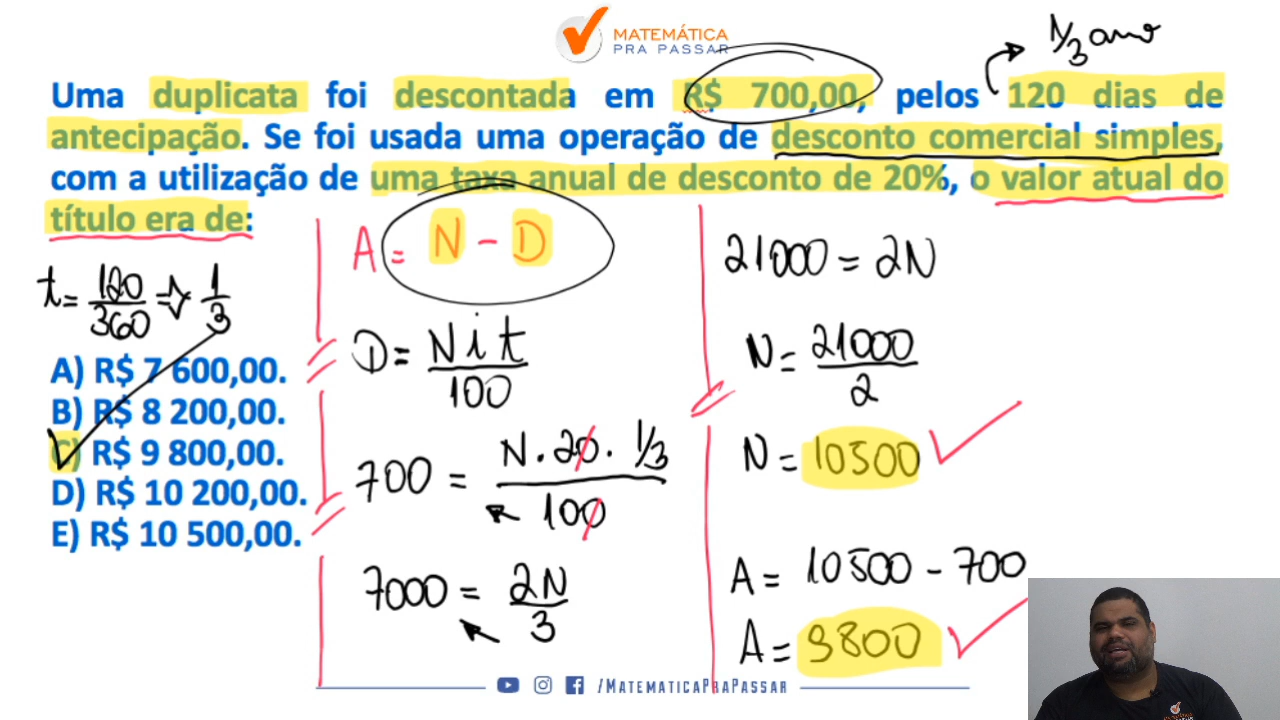 MATEMÁTICA
PRA PASSAR
1/3 ano
Uma duplicata foi descontada em R$ 700,00, pelos 120 dias de
antecipação. Se foi usada uma operação de desconto comercial simples,
com a utilização de uma taxa anual de desconto de 20%, o valor atual do
título era de:
t = 120/360 ⇒ 1/3
A) R$ 7 600,00.
B) R$ 8 200,00.
C) R$ 9 800,00.
D) R$ 10 200,00.
E) R$ 10 500,00.
A = N - D
D = Nit/100
700 = N . 20 . 1/3 / 100
7000 = 2N/3
21000 = 2N
N = 21000/2
N = 10500
A = 10500 - 700
A = 9800
/MatematicaPraPassar